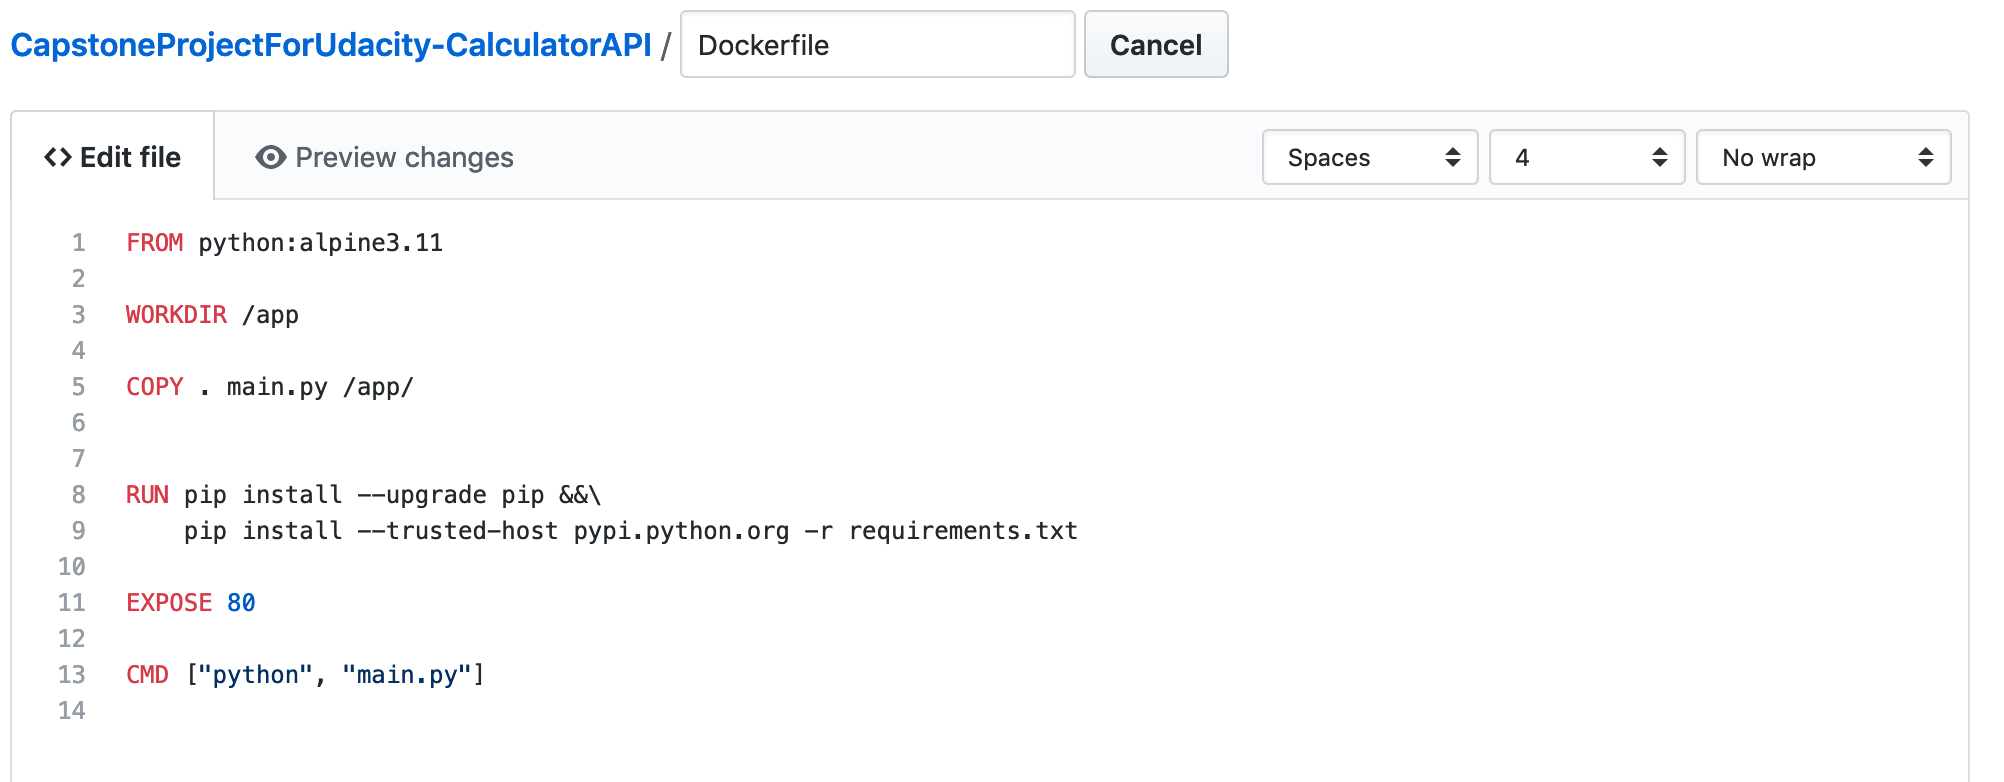 CapstoneProjectForUdacity-CalculatorAPI / Dockerfile Cancel
<> Edit file Preview changes Spaces 4 No wrap
1 FROM python:alpine3.11
2
3 WORKDIR /app
4
5 COPY . main.py /app/
6
7
8 RUN pip install --upgrade pip &&\
9     pip install --trusted-host pypi.python.org -r requirements.txt
10
11 EXPOSE 80
12
13 CMD ["python", "main.py"]
14